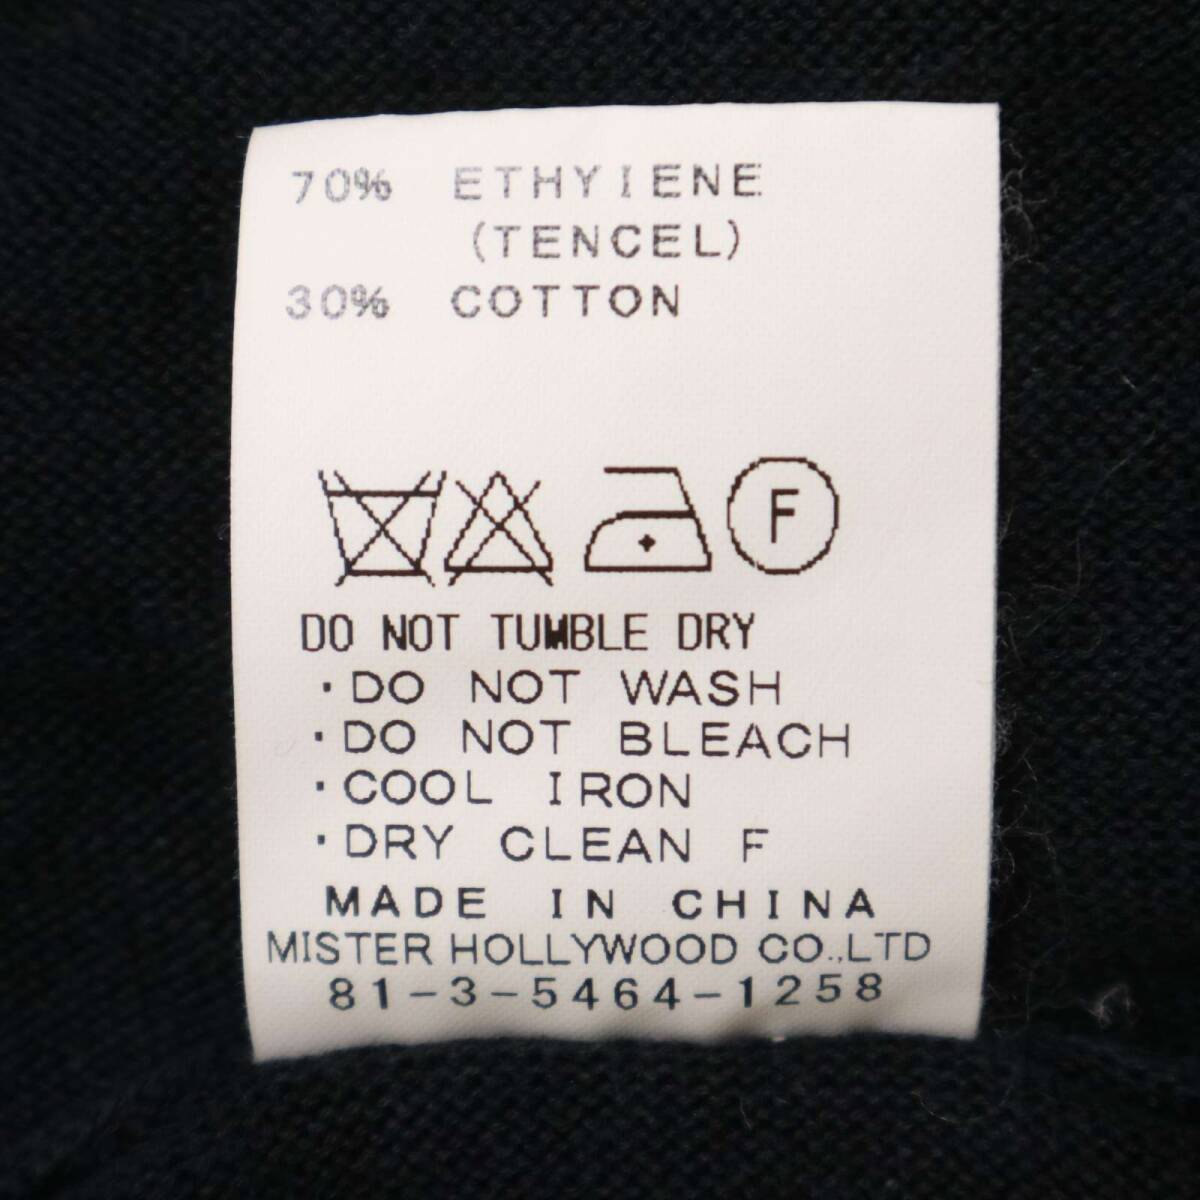 70% ETHYIENE
(TENCEL)
30% COTTON
F
DO NOT TUMBLE DRY
・DO NOT WASH
・DO NOT BLEACH
・COOL IRON
・DRY CLEAN F
MADE IN CHINA
MISTER HOLLYWOOD CO.,LTD
81-3-5464-1258